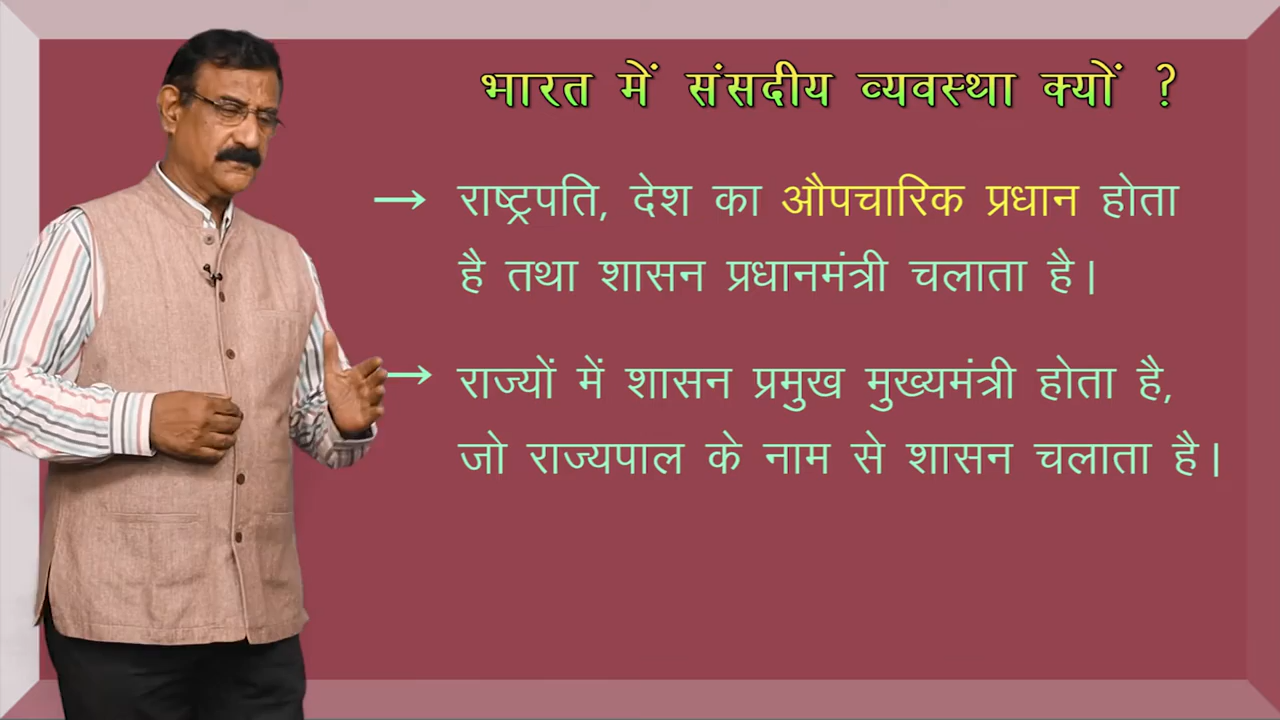 भारत में संसदीय व्यवस्था क्यों ?
→ राष्ट्रपति, देश का औपचारिक प्रधान होता
है तथा शासन प्रधानमंत्री चलाता है।
→ राज्यों में शासन प्रमुख मुख्यमंत्री होता है,
जो राज्यपाल के नाम से शासन चलाता है।